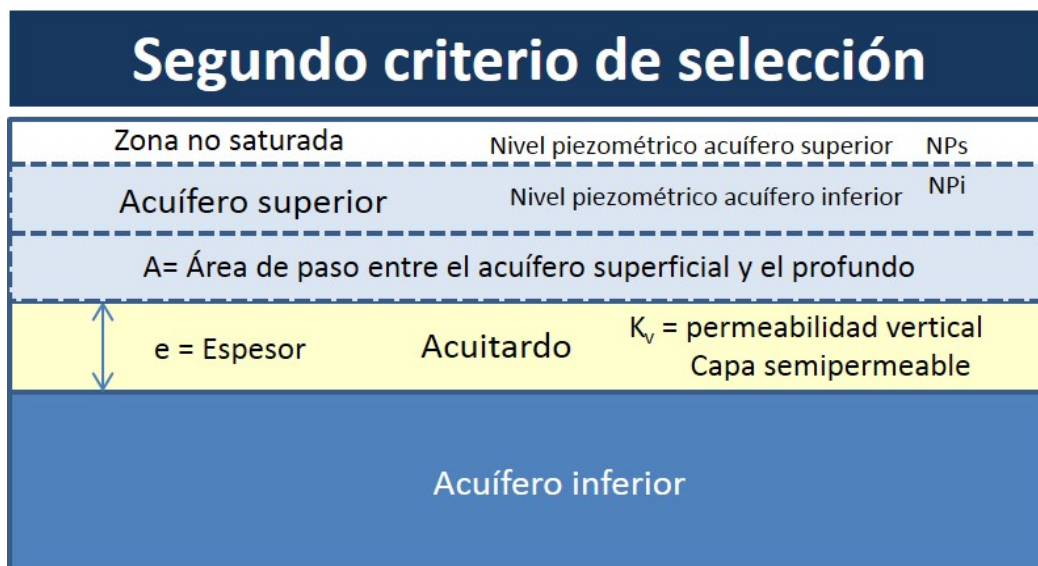 Segundo criterio de selección
Zona no saturada
Nivel piezométrico acuífero superior NPs
Acuífero superior
Nivel piezométrico acuífero inferior NPi
A= Área de paso entre el acuífero superficial y el profundo
e = Espesor
Acuitardo
Kv = permeabilidad vertical
Capa semipermeable
Acuífero inferior